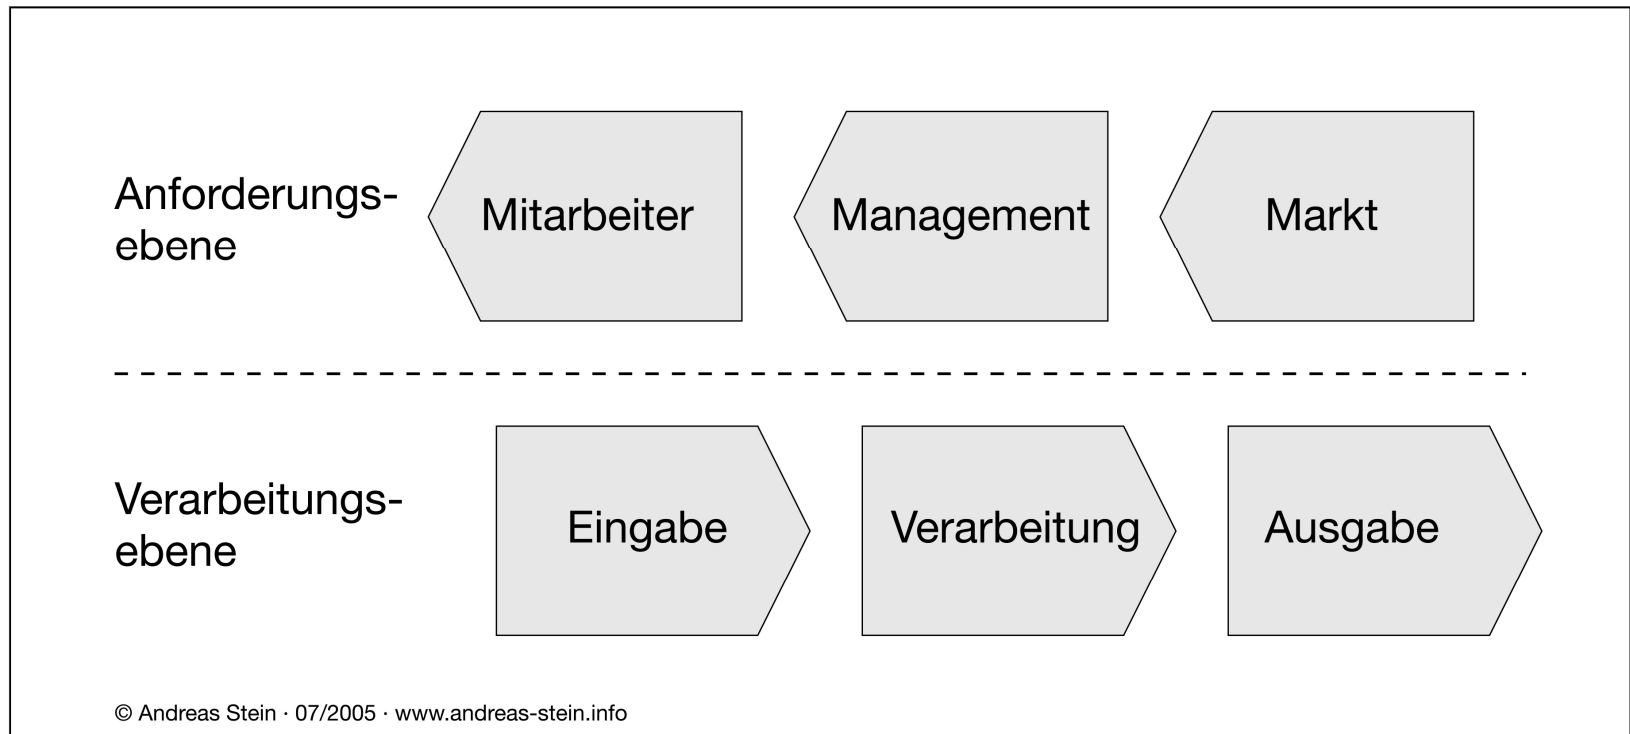 Anforderungs-
ebene
Mitarbeiter
Management
Markt
Verarbeitungs-
ebene
Eingabe
Verarbeitung
Ausgabe
© Andreas Stein · 07/2005 · www.andreas-stein.info